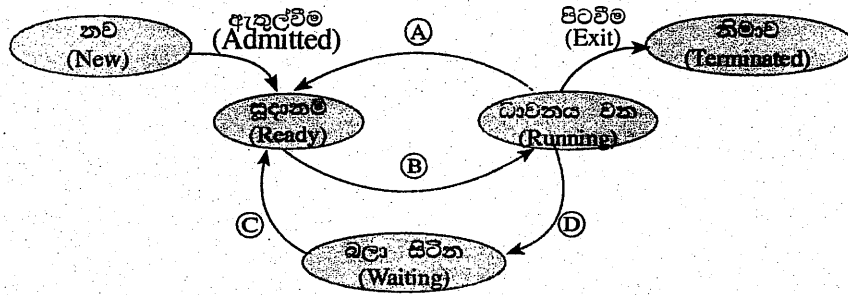 නව
(New)
ඇතුල්වීම
(Admitted)
A
පිටවීම
(Exit)
නිමාව
(Terminated)
සූදානම්
(Ready)
ධාවනය වන
(Running)
B
C
D
බලා සිටින
(Waiting)